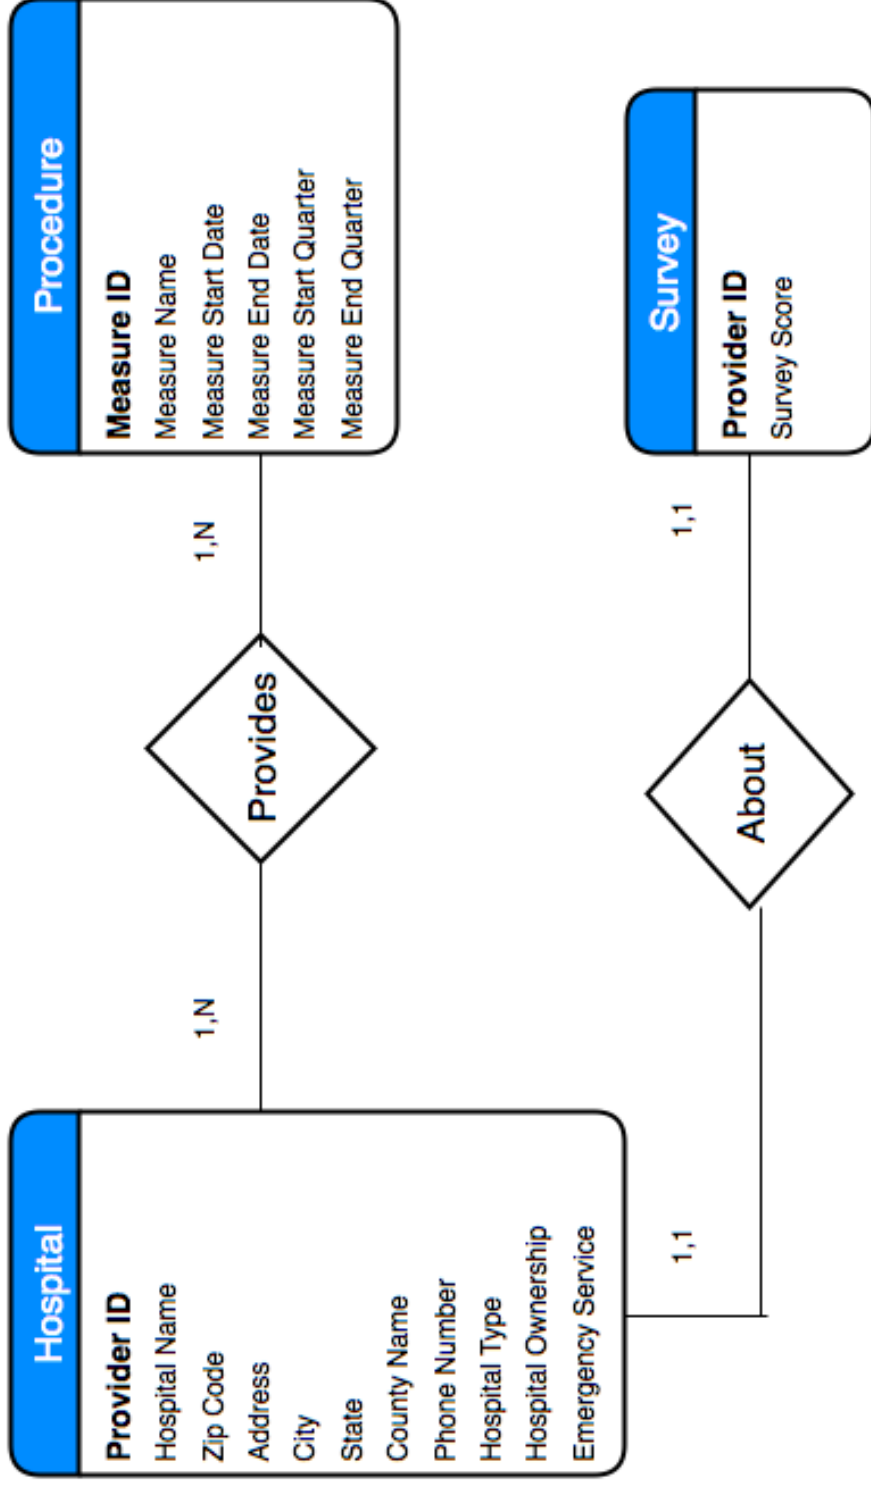 Hospital
Provider ID
Hospital Name
Zip Code
Address
City
State
County Name
Phone Number
Hospital Type
Hospital Ownership
Emergency Service
1,N
Provides
1,N
Procedure
Measure ID
Measure Name
Measure Start Date
Measure End Date
Measure Start Quarter
Measure End Quarter
1,1
About
1,1
Survey
Provider ID
Survey Score